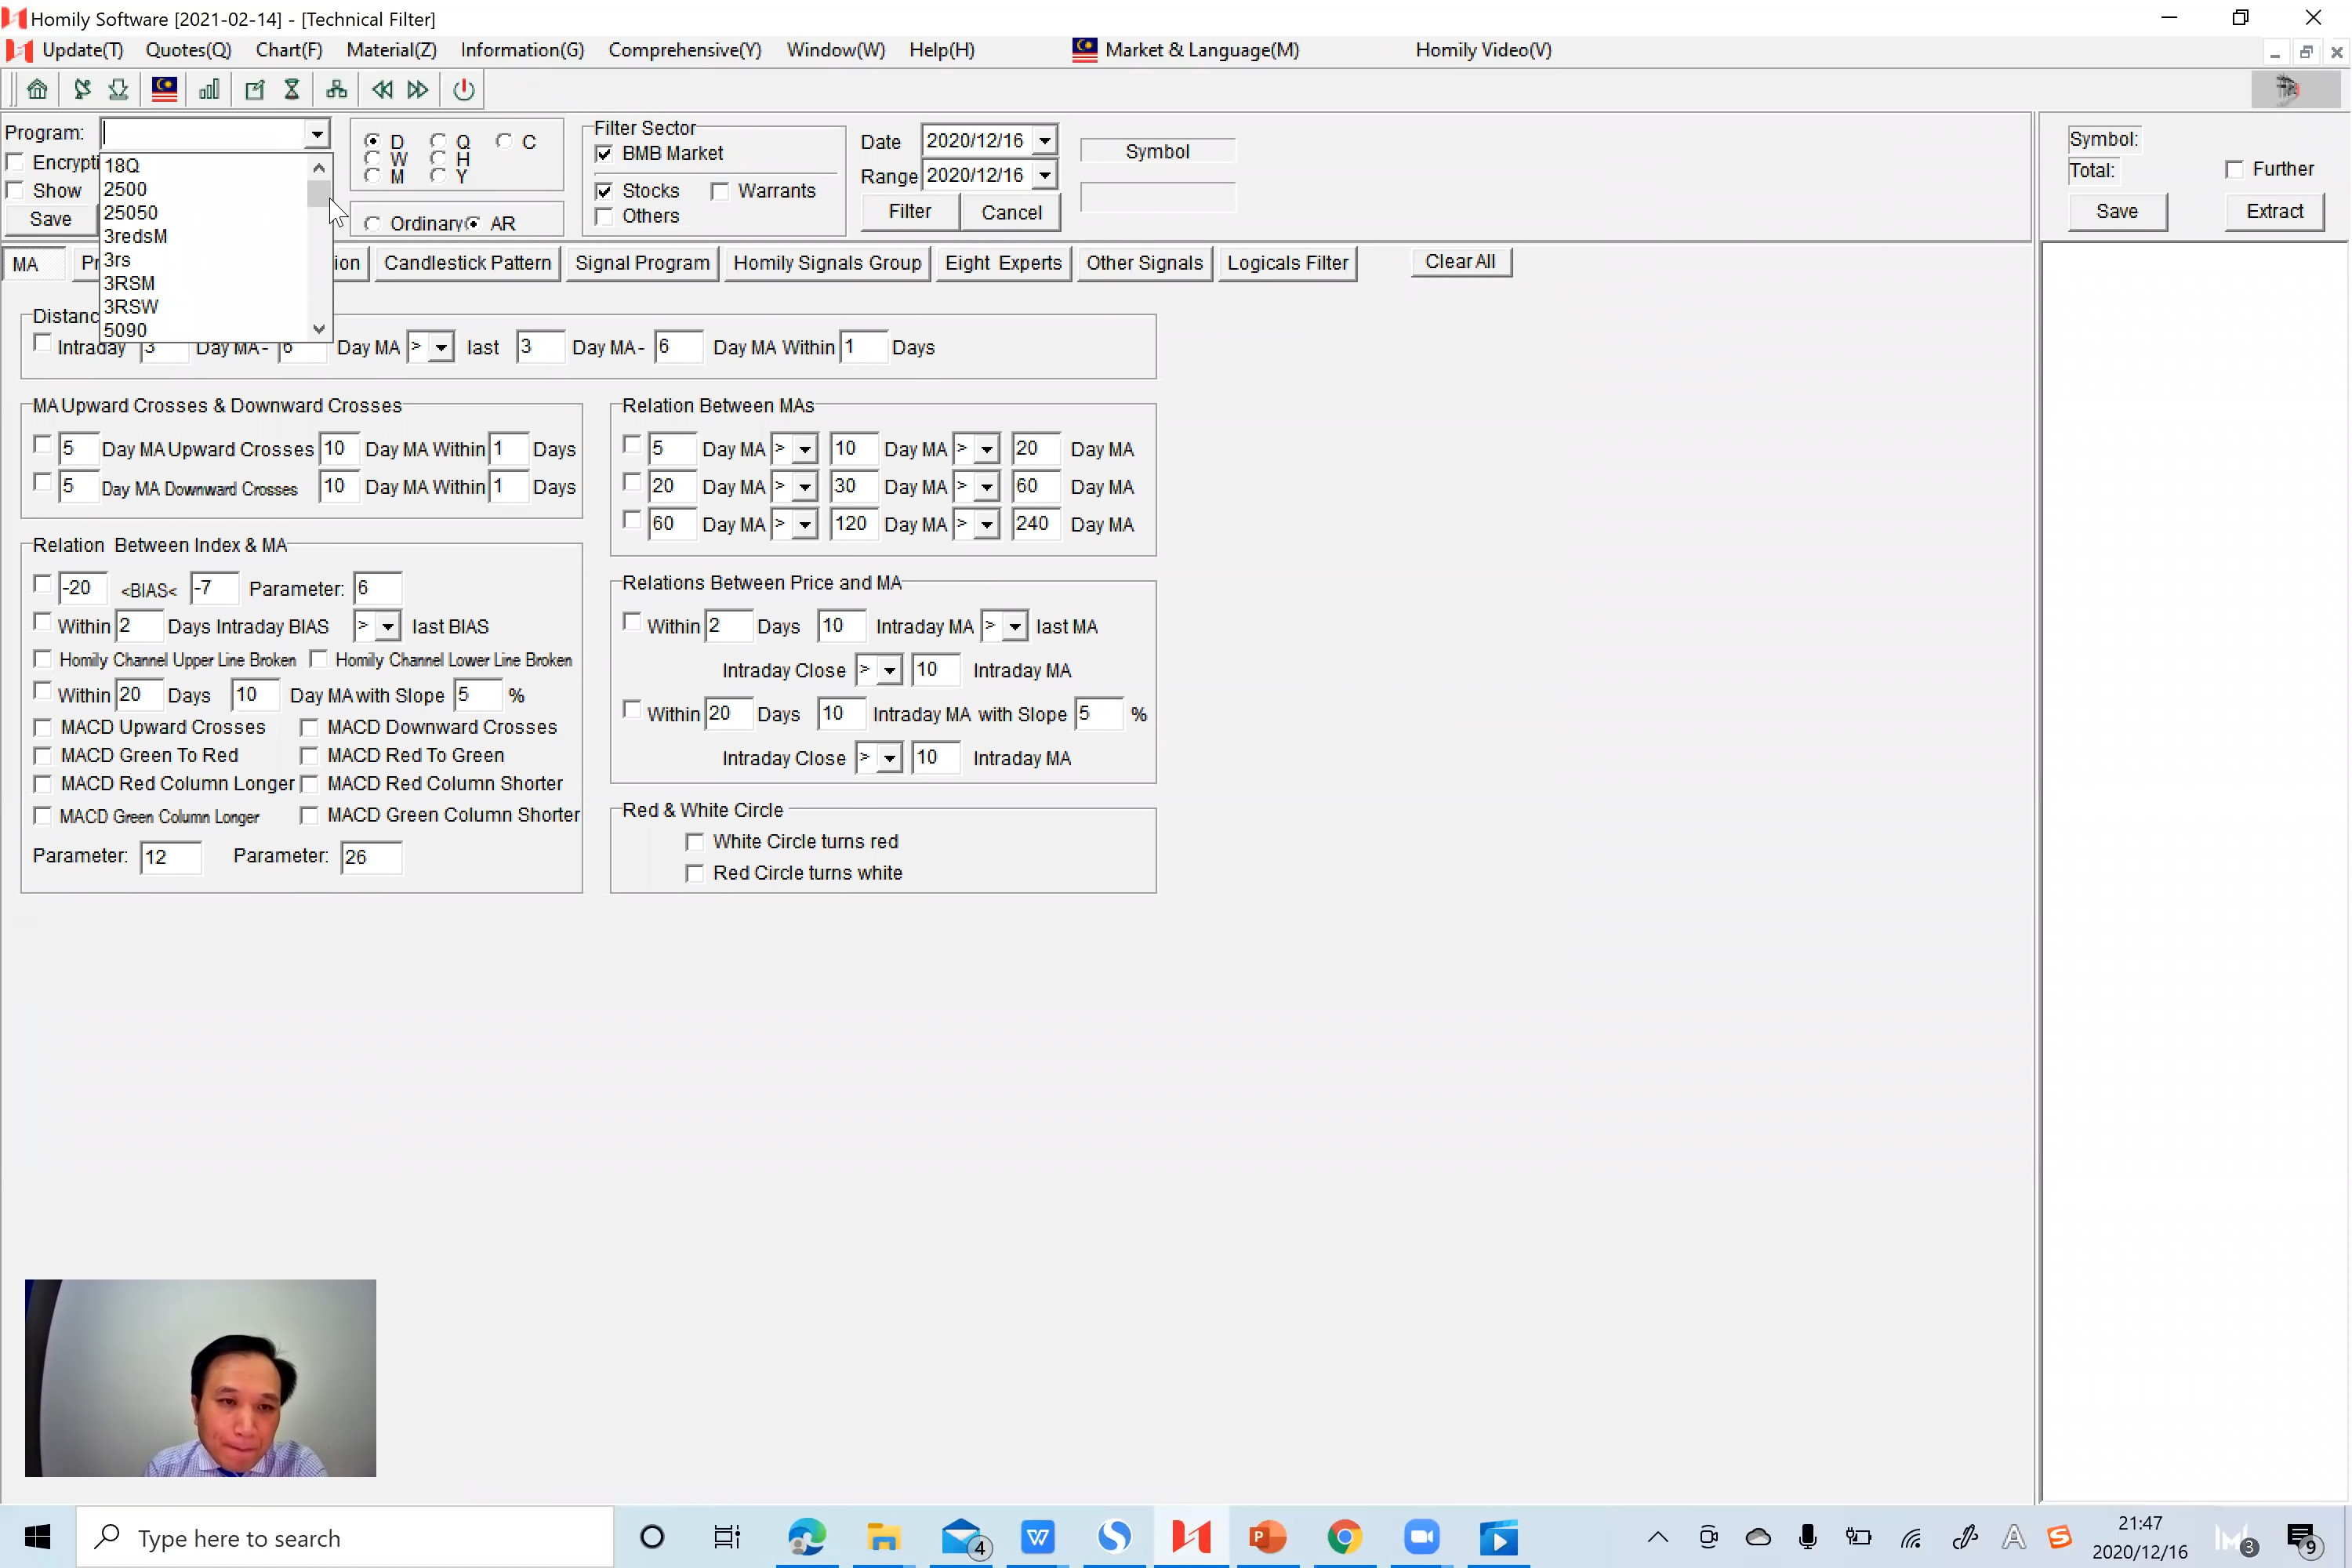 Homily Software [2021-02-14] - [Technical Filter]
Update(T) Quotes(Q) Chart(F) Material(Z) Information(G) Comprehensive(Y) Window(W) Help(H) Market & Language(M) Homily Video(V)
Program:
Encrypti
Show
Save
18Q
2500
25050
3redsM
3rs
3RSM
3RSW
5090
D Q C
W H
M Y
Ordinary AR
Filter Sector
BMB Market
Stocks Warrants
Others
Date 2020/12/16
Range 2020/12/16
Filter Cancel
Symbol
Symbol:
Total: Further
Save Extract
MA Pr ion Candlestick Pattern Signal Program Homily Signals Group Eight Experts Other Signals Logicals Filter Clear All
Distanc
Intraday 3 Day MA- 6 Day MA > last 3 Day MA- 6 Day MA Within 1 Days
MA Upward Crosses & Downward Crosses
5 Day MA Upward Crosses 10 Day MA Within 1 Days
5 Day MA Downward Crosses 10 Day MA Within 1 Days
Relation Between MAs
5 Day MA > 10 Day MA > 20 Day MA
20 Day MA > 30 Day MA > 60 Day MA
60 Day MA > 120 Day MA > 240 Day MA
Relation Between Index & MA
-20 <BIAS< -7 Parameter: 6
Within 2 Days Intraday BIAS > last BIAS
Homily Channel Upper Line Broken Homily Channel Lower Line Broken
Within 20 Days 10 Day MA with Slope 5 %
MACD Upward Crosses MACD Downward Crosses
MACD Green To Red MACD Red To Green
MACD Red Column Longer MACD Red Column Shorter
MACD Green Column Longer MACD Green Column Shorter
Parameter: 12 Parameter: 26
Relations Between Price and MA
Within 2 Days 10 Intraday MA > last MA
Intraday Close > 10 Intraday MA
Within 20 Days 10 Intraday MA with Slope 5 %
Intraday Close > 10 Intraday MA
Red & White Circle
White Circle turns red
Red Circle turns white
Type here to search
4
21:47
2020/12/16
3
9